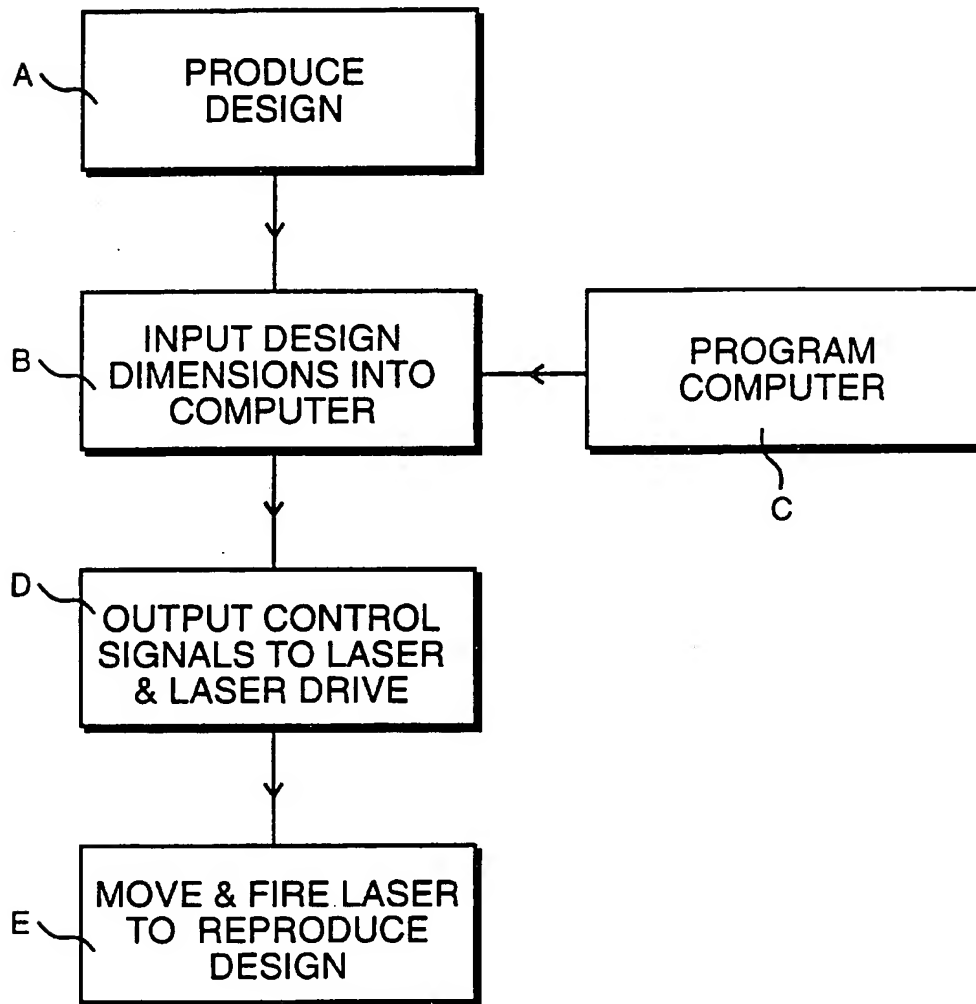 A
PRODUCE
DESIGN
B
INPUT DESIGN
DIMENSIONS INTO
COMPUTER
PROGRAM
COMPUTER
C
D
OUTPUT CONTROL
SIGNALS TO LASER
& LASER DRIVE
E
MOVE & FIRE LASER
TO REPRODUCE
DESIGN